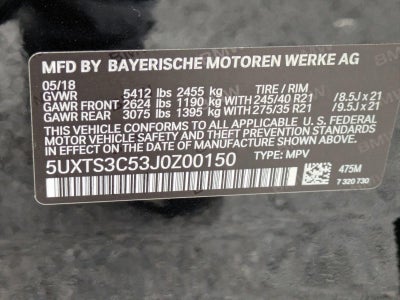 MFD BY BAYERISCHE MOTOREN WERKE AG
05/18 TIRE / RIM
GVWR 5412 lbs 2455 kg
GAWR FRONT 2624 lbs 1190 kg WITH 245/40 R21 / 8.5J x 21
GAWR REAR 3075 lbs 1395 kg WITH 275/35 R21 / 9.5J x 21
THIS VEHICLE CONFORMS TO ALL APPLICABLE U.S. FEDERAL
MOTOR VEHICLE SAFETY STANDARDS IN EFFECT
ON THE DATE OF MANUFACTURE SHOWN ABOVE.
5UXTS3C53J0Z00150 TYPE: MPV 475M
7 320 730